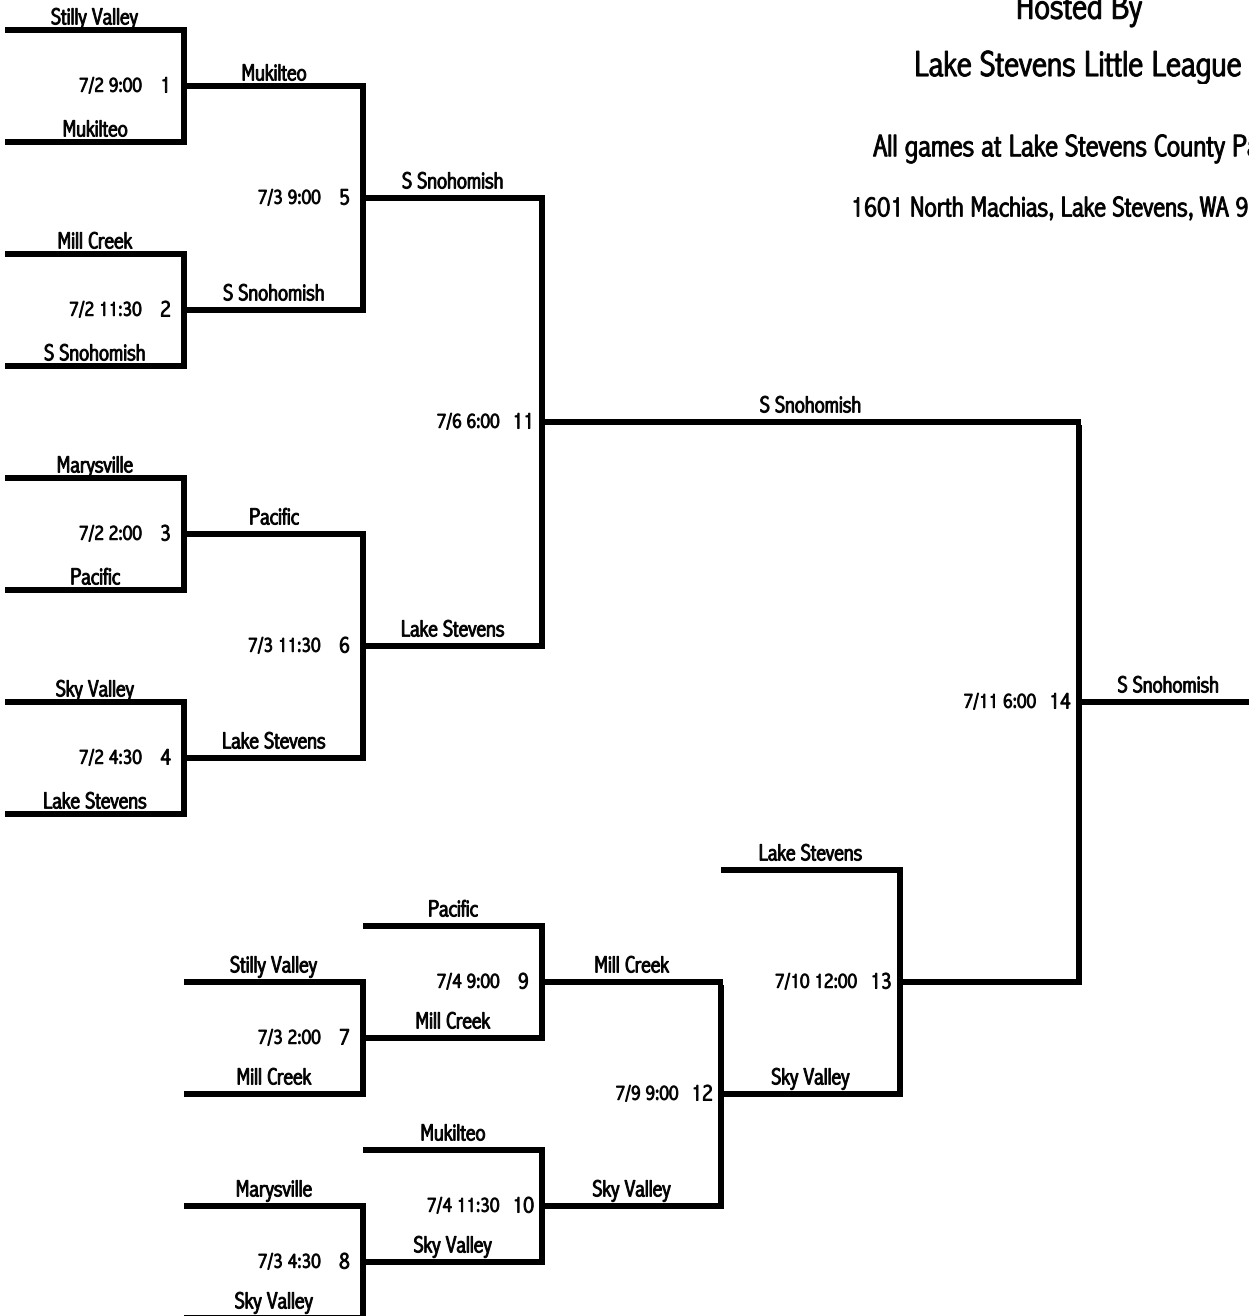 Hosted By
Lake Stevens Little League
All games at Lake Stevens County
1601 North Machias, Lake Stevens, WA
Stilly Valley
7/2 9:00 1
Mukilteo
Mukilteo
7/3 9:00 5
S Snohomish
Mill Creek
7/2 11:30 2
S Snohomish
S Snohomish
7/6 6:00 11
S Snohomish
Marysville
7/2 2:00 3
Pacific
Pacific
7/3 11:30 6
Lake Stevens
Sky Valley
7/2 4:30 4
Lake Stevens
Lake Stevens
7/11 6:00 14
S Snohomish
Lake Stevens
7/10 12:00 13
Pacific
Stilly Valley
7/4 9:00 9
Mill Creek
7/3 2:00 7
Mill Creek
Mill Creek
7/9 9:00 12
Sky Valley
Mukilteo
Marysville
7/4 11:30 10
Sky Valley
7/3 4:30 8
Sky Valley
Sky Valley